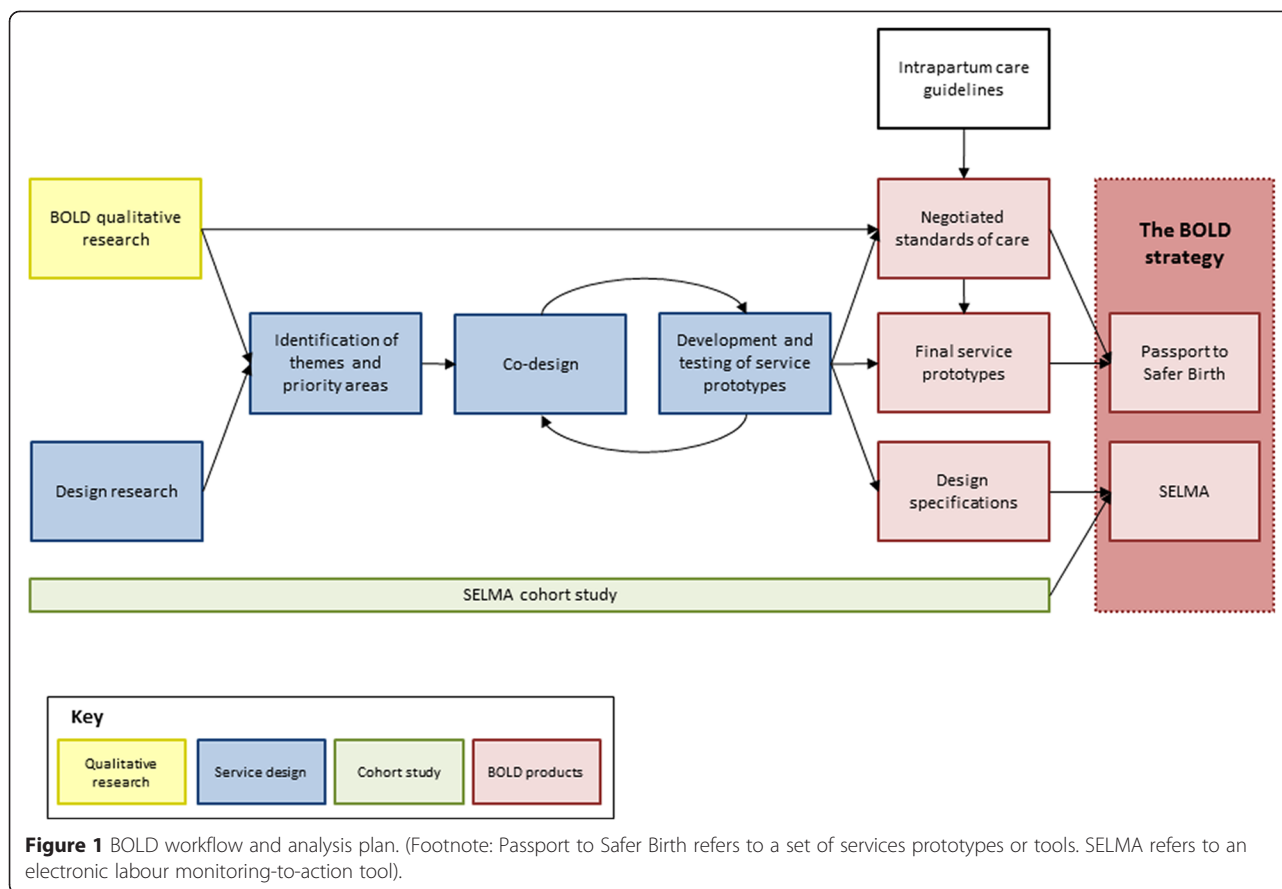 Intrapartum care
guidelines
BOLD qualitative
research
Negotiated
standards of care
The BOLD
strategy
Identification of
themes and
priority areas
Co-design
Development and
testing of service
prototypes
Final service
prototypes
Passport to
Safer Birth
Design research
Design
specifications
SELMA
SELMA cohort study
Key
Qualitative
research
Service design
Cohort study
BOLD products
Figure 1 BOLD workflow and analysis plan. (Footnote: Passport to Safer Birth refers to a set of services prototypes or tools. SELMA refers to an
electronic labour monitoring-to-action tool).